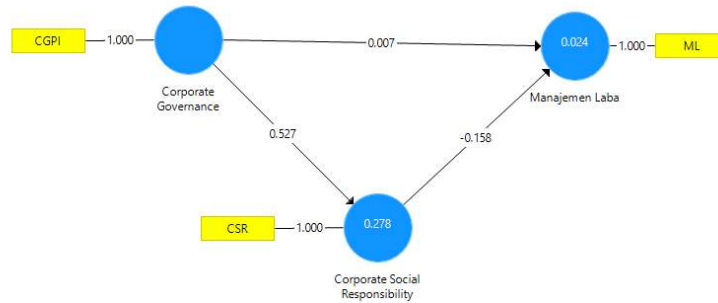 CGPI
1.000
Corporate
Governance
0.007
0.024
1.000
ML
Manajemen Laba
0.527
-0.158
CSR
1.000
0.278
Corporate Social
Responsibility